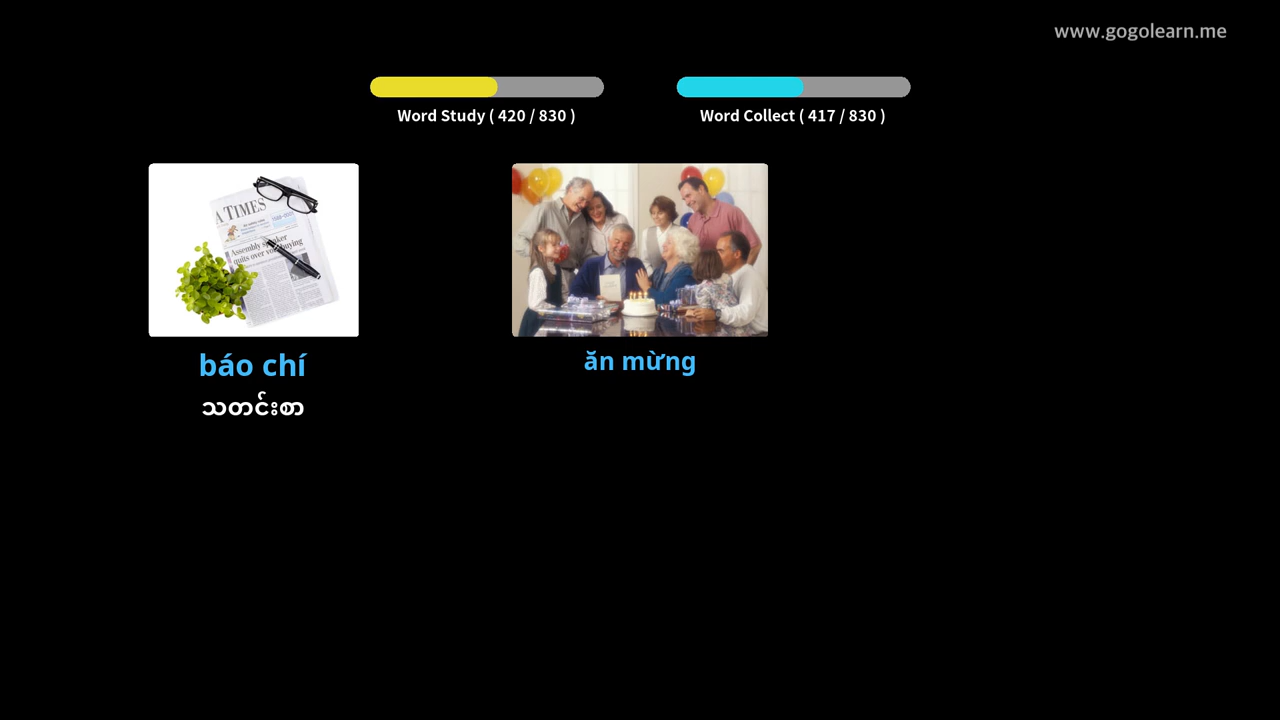 www.gogolearn.me
Word Study ( 420 / 830 )
Word Collect ( 417 / 830 )
A TIMES
báo chí
သတင်းစာ
ăn mừng